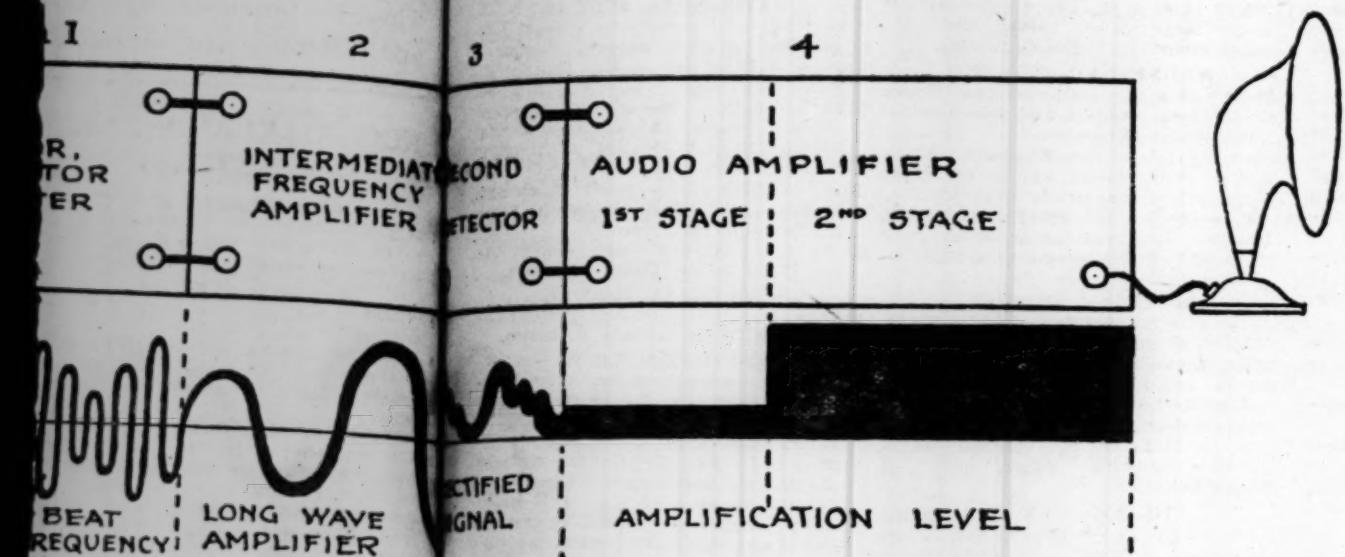 1
2
3
4
R,
TOR
TER
INTERMEDIAT
FREQUENCY
AMPLIFIER
ECOND
ETECTOR
AUDIO AMPLIFIER
1ST STAGE
2ND STAGE
BEAT
REQUENCY
LONG WAVE
AMPLIFIER
CTIFIED
IGNAL
AMPLIFICATION LEVEL